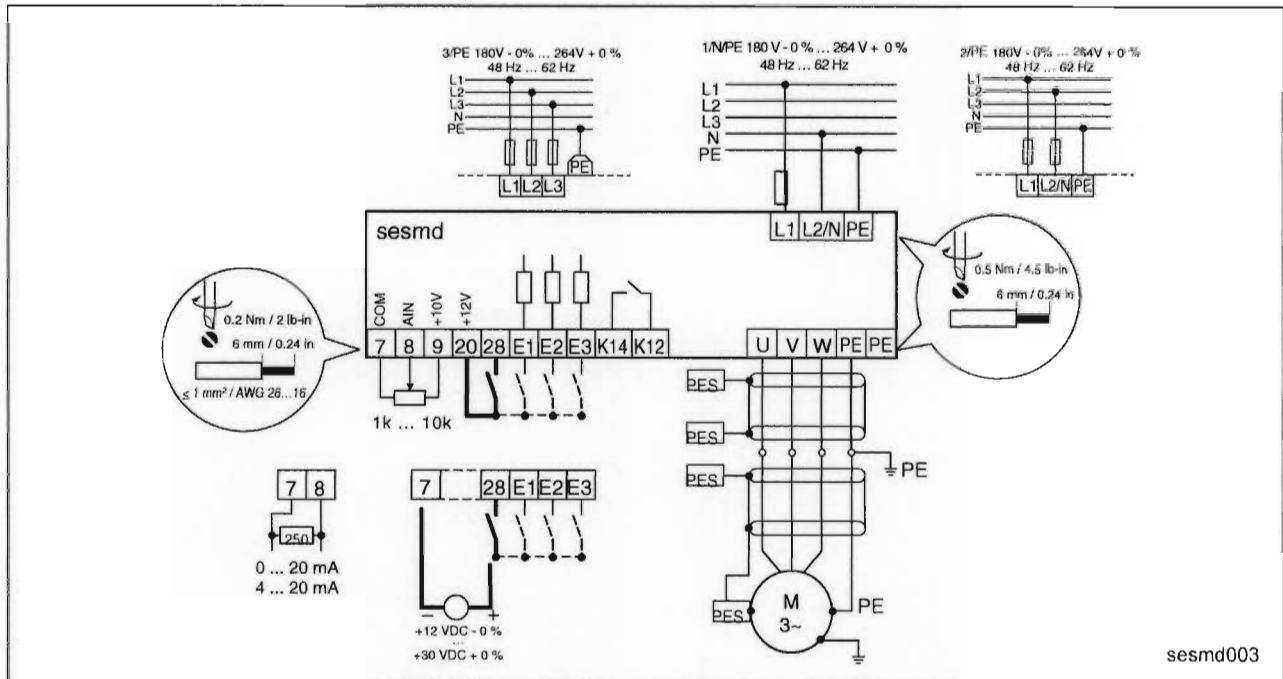 3/PE 180V - 0% ... 264V + 0 %
48 Hz ... 62 Hz
L1
L2
L3
N
PE
PE
L1 L2 L3
1/N/PE 180 V - 0 % ... 264 V + 0 %
48 Hz ... 62 Hz
L1
L2
L3
N
PE
2/PE 180V - 0% ... 264V + 0 %
48 Hz ... 62 Hz
L1
L2
L3
N
PE
L1 L2/N PE
sesmd
L1 L2/N PE
0.2 Nm / 2 lb-in
6 mm / 0.24 in
≤ 1 mm² / AWG 26...16
0.5 Nm / 4.5 lb-in
6 mm / 0.24 in
COM
AIN
+10V
+12V
7 8 9 20 28 E1 E2 E3 K14 K12
U V W PE PE
1k ... 10k
PES
PES
PES
PE
7 8
250
0 ... 20 mA
4 ... 20 mA
7 28 E1 E2 E3
– +
+12 VDC - 0 %
...
+30 VDC + 0 %
PES
M
3~
PE
sesmd003